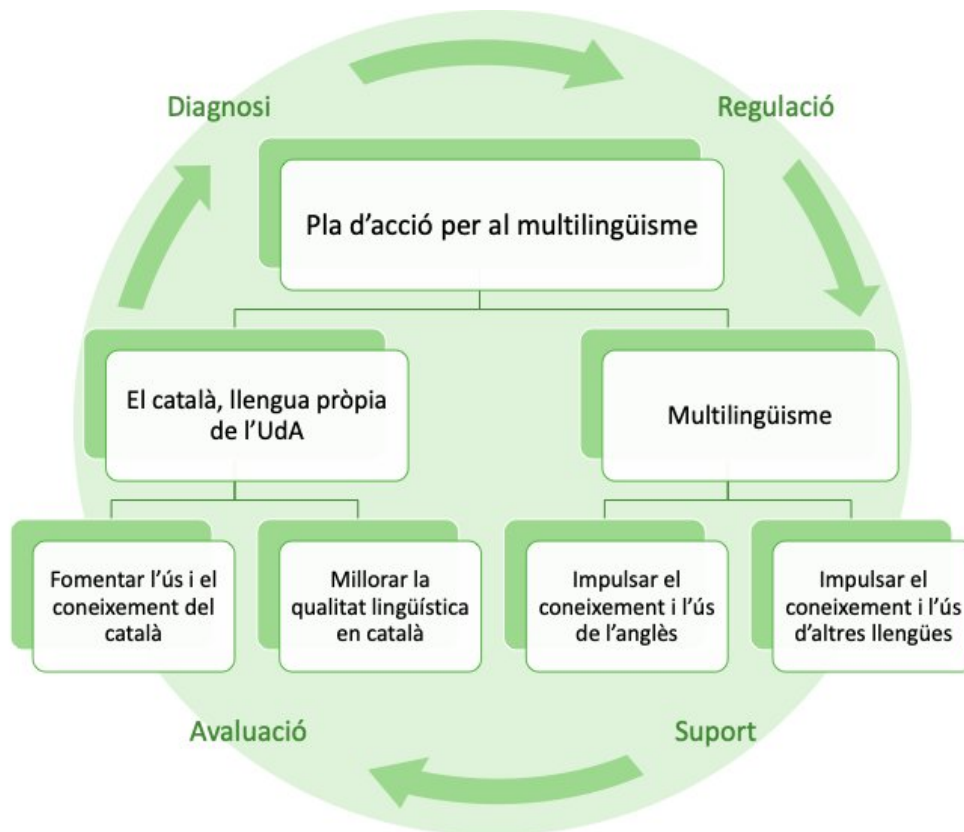 Diagnosi
Regulació
Pla d’acció per al multilingüisme
El català, llengua pròpia
de l’UdA
Multilingüisme
Fomentar l’ús i el
coneixement del
català
Millorar la
qualitat lingüística
en català
Impulsar el
coneixement i l’ús
de l’anglès
Impulsar el
coneixement i l’ús
d’altres llengües
Avaluació
Suport